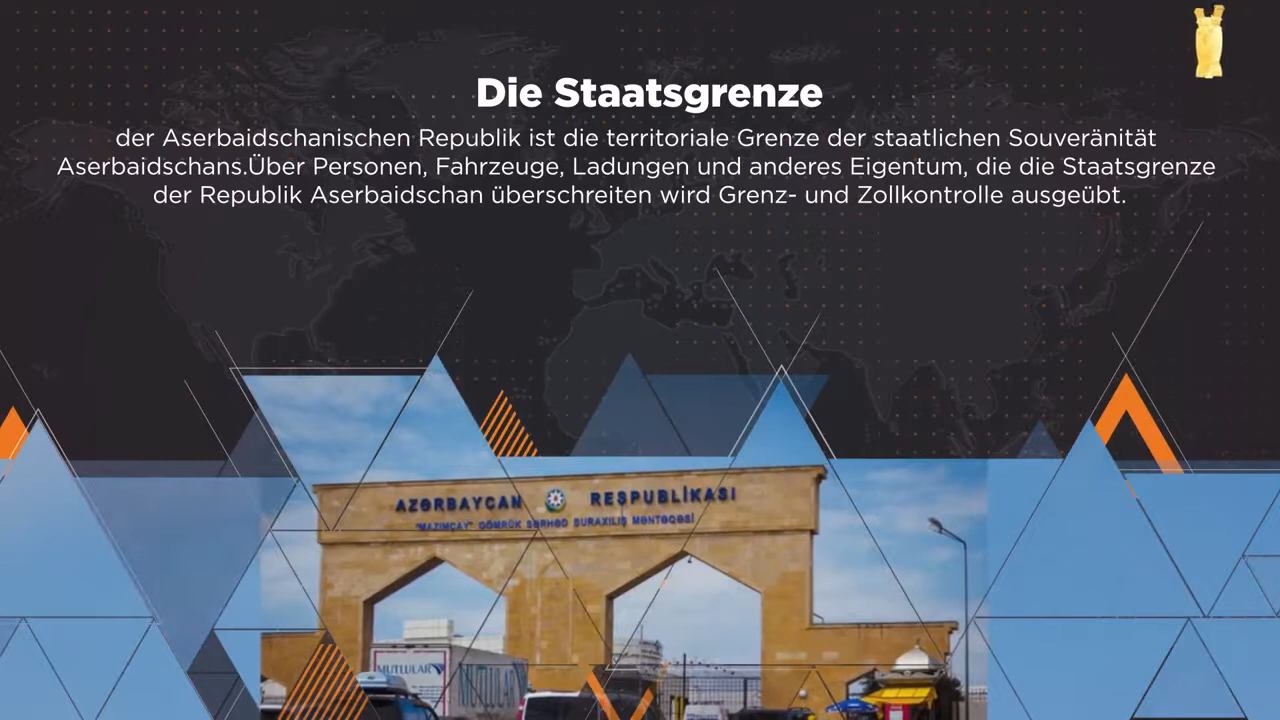 Die Staatsgrenze
der Aserbaidschanischen Republik ist die territoriale Grenze der staatlichen Souveränität
Aserbaidschans.Über Personen, Fahrzeuge, Ladungen und anderes Eigentum, die die Staatsgrenze
der Republik Aserbaidschan überschreiten wird Grenz- und Zollkontrolle ausgeübt.
AZƏRBAYCAN RESPUBLİKASI
"MAZIMÇAY" GÖMRÜK SƏRHƏD BURAXILIŞ MƏNTƏQƏSİ
MUTLULAR MUTLULAR